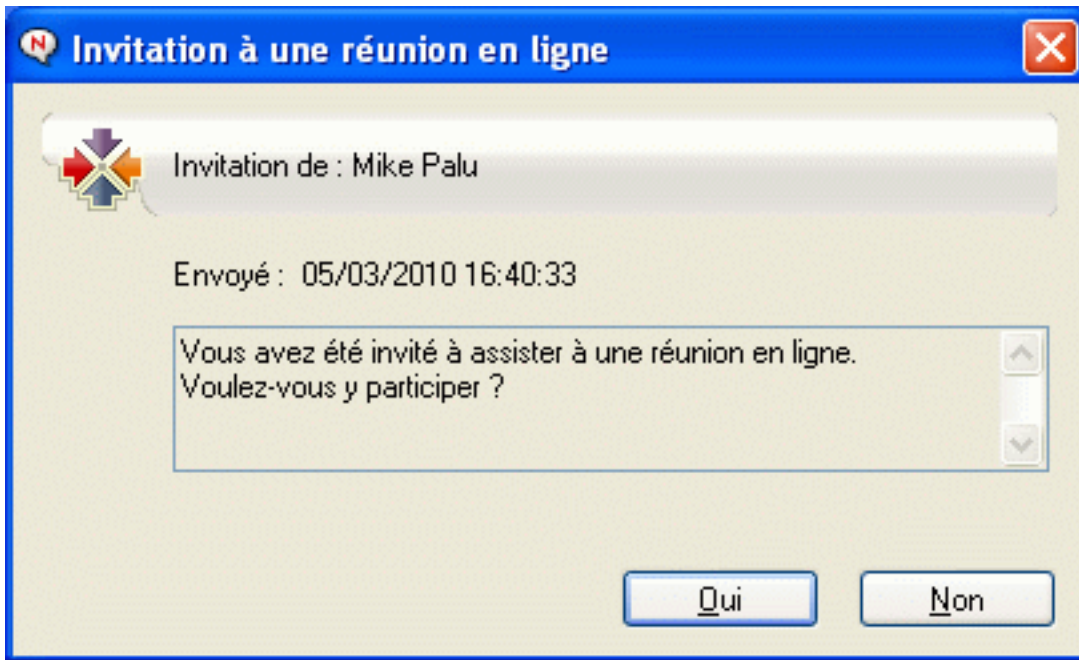 N
Invitation à une réunion en ligne
Invitation de : Mike Palu
Envoyé : 05/03/2010 16:40:33
Vous avez été invité à assister à une réunion en ligne.
Voulez-vous y participer ?
Oui
Non